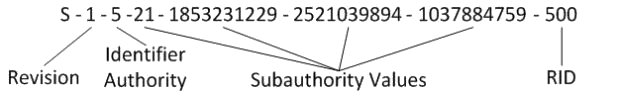 S - 1 - 5 -21 - 1853231229 - 2521039894 - 1037884759 - 500
Identifier
Revision Authority Subauthority Values RID